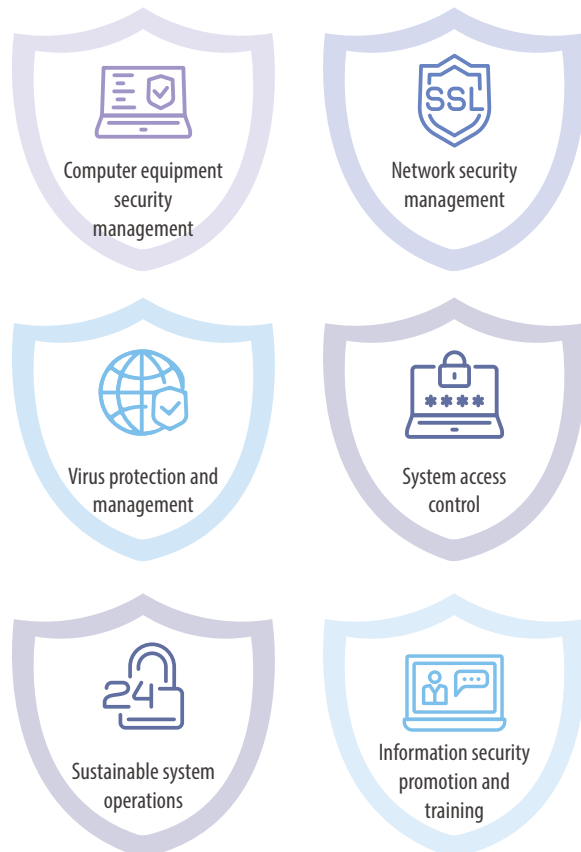 Computer equipment
security
management
SSL
Network security
management
Virus protection and
management
****
System access
control
24
Sustainable system
operations
Information security
promotion and
training